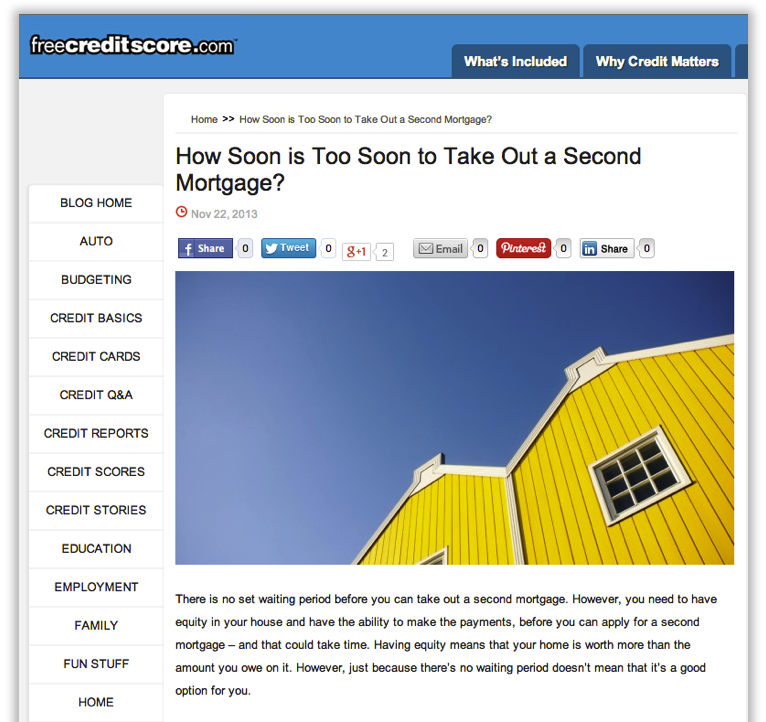 freecreditscore.com
What's Included
Why Credit Matters
Home >> How Soon is Too Soon to Take Out a Second Mortgage?
How Soon is Too Soon to Take Out a Second
Mortgage?
Nov 22, 2013
f Share 0
Tweet 0
g+1 2
Email 0
Pinterest 0
in Share 0
BLOG HOME
AUTO
BUDGETING
CREDIT BASICS
CREDIT CARDS
CREDIT Q&A
CREDIT REPORTS
CREDIT SCORES
CREDIT STORIES
EDUCATION
EMPLOYMENT
FAMILY
FUN STUFF
HOME
There is no set waiting period before you can take out a second mortgage. However, you need to have
equity in your house and have the ability to make the payments, before you can apply for a second
mortgage – and that could take time. Having equity means that your home is worth more than the
amount you owe on it. However, just because there's no waiting period doesn't mean that it's a good
option for you.